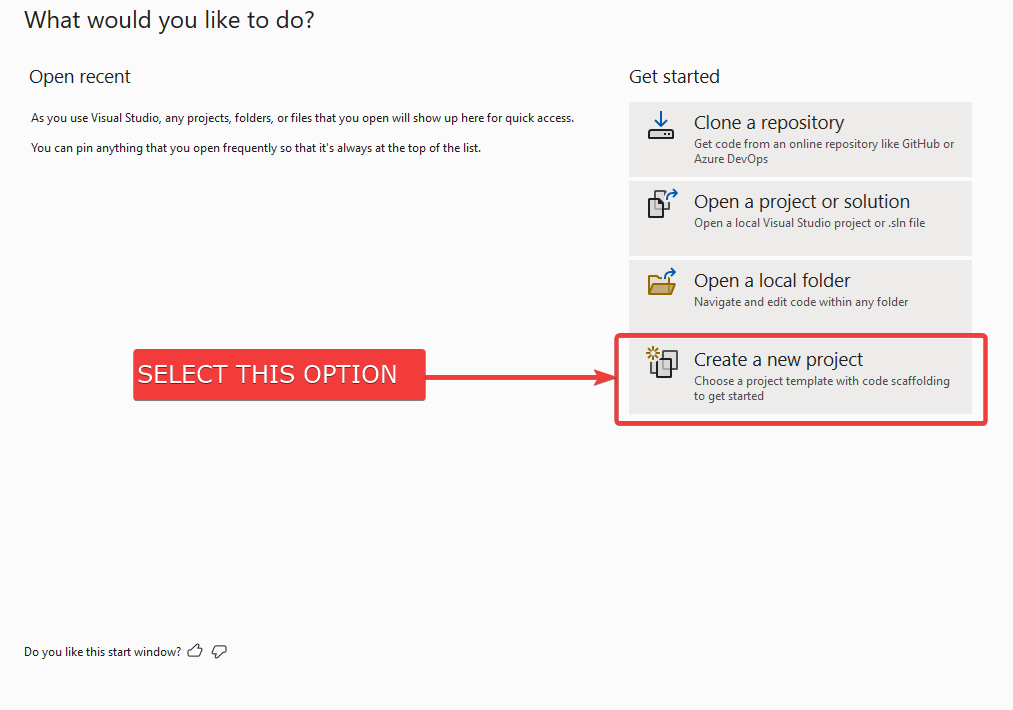 What would you like to do?
Open recent
As you use Visual Studio, any projects, folders, or files that you open will show up here for quick access.
You can pin anything that you open frequently so that it's always at the top of the list.
Get started
Clone a repository
Get code from an online repository like GitHub or
Azure DevOps
Open a project or solution
Open a local Visual Studio project or .sln file
Open a local folder
Navigate and edit code within any folder
SELECT THIS OPTION
Create a new project
Choose a project template with code scaffolding
to get started
Do you like this start window?